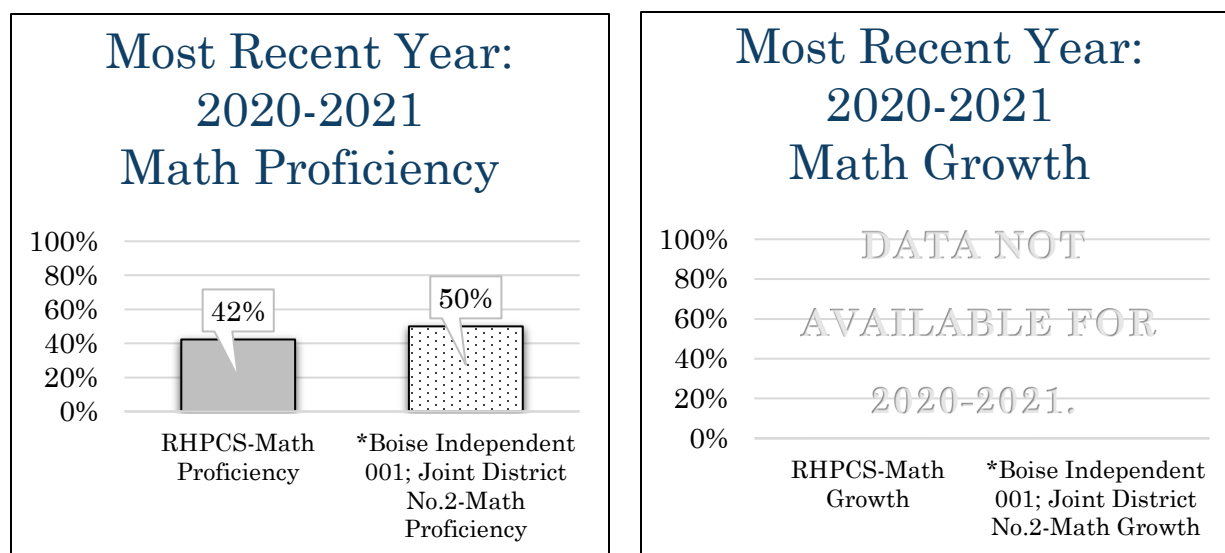 Most Recent Year:
2020-2021
Math Proficiency
100%
80%
60%
40%
20%
0%
42%
50%
RHPCS-Math
Proficiency
*Boise Independent
001; Joint District
No.2-Math
Proficiency
Most Recent Year:
2020-2021
Math Growth
100%
80%
60%
40%
20%
0%
DATA NOT
AVAILABLE FOR
2020-2021.
RHPCS-Math
Growth
*Boise Independent
001; Joint District
No.2-Math Growth